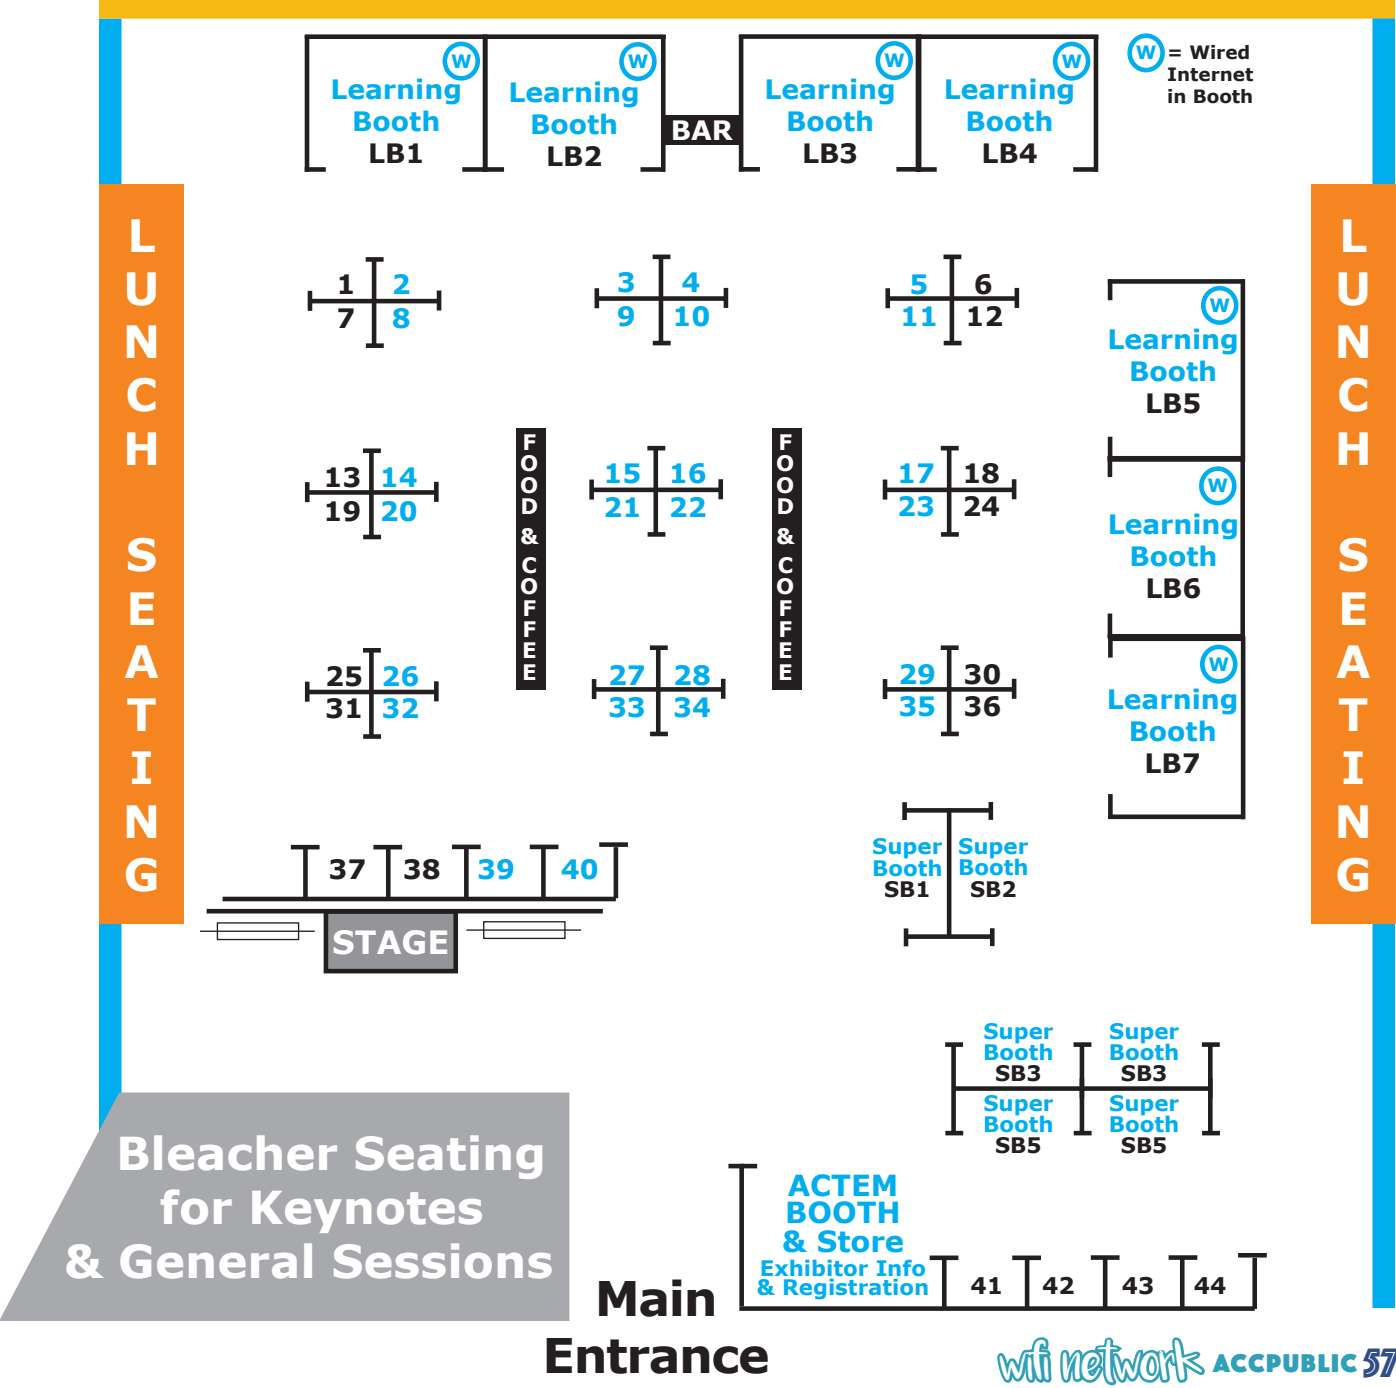 W = Wired
Internet
in Booth
W
Learning
Booth
LB1
W
Learning
Booth
LB2
BAR
W
Learning
Booth
LB3
W
Learning
Booth
LB4
LUNCH SEATING
LUNCH SEATING
1 2
7 8
3 4
9 10
5 6
11 12
W
Learning
Booth
LB5
13 14
19 20
FOOD & COFFEE
15 16
21 22
FOOD & COFFEE
17 18
23 24
W
Learning
Booth
LB6
25 26
31 32
27 28
33 34
29 30
35 36
W
Learning
Booth
LB7
37 38 39 40
STAGE
Super
Booth
SB1
Super
Booth
SB2
Super
Booth
SB3
Super
Booth
SB3
Super
Booth
SB5
Super
Booth
SB5
Bleacher Seating
for Keynotes
& General Sessions
ACTEM
BOOTH
& Store
Exhibitor Info
& Registration
41 42 43 44
Main
Entrance
wifi network ACCPUBLIC 57